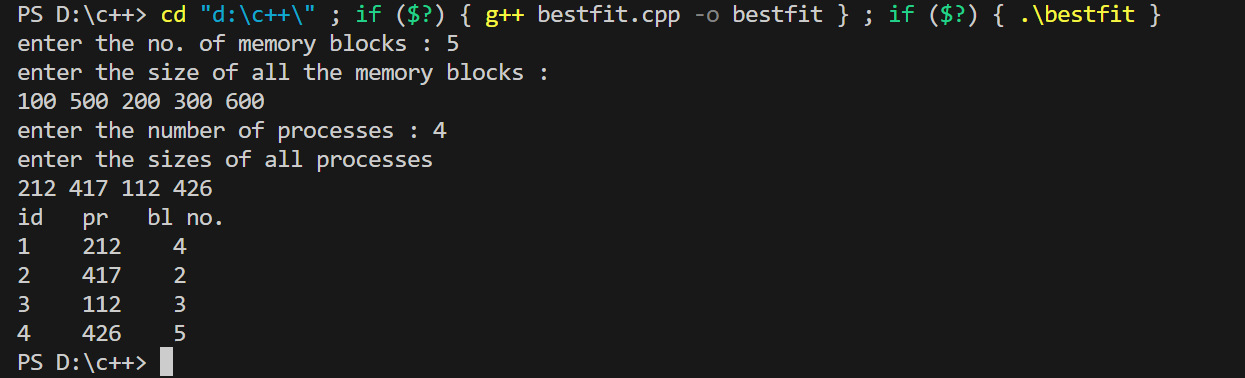 PS D:\c++> cd "d:\c++\" ; if ($?) { g++ bestfit.cpp -o bestfit } ; if ($?) { .\bestfit }
enter the no. of memory blocks : 5
enter the size of all the memory blocks :
100 500 200 300 600
enter the number of processes : 4
enter the sizes of all processes
212 417 112 426
id   pr   bl no.
1    212    4
2    417    2
3    112    3
4    426    5
PS D:\c++>